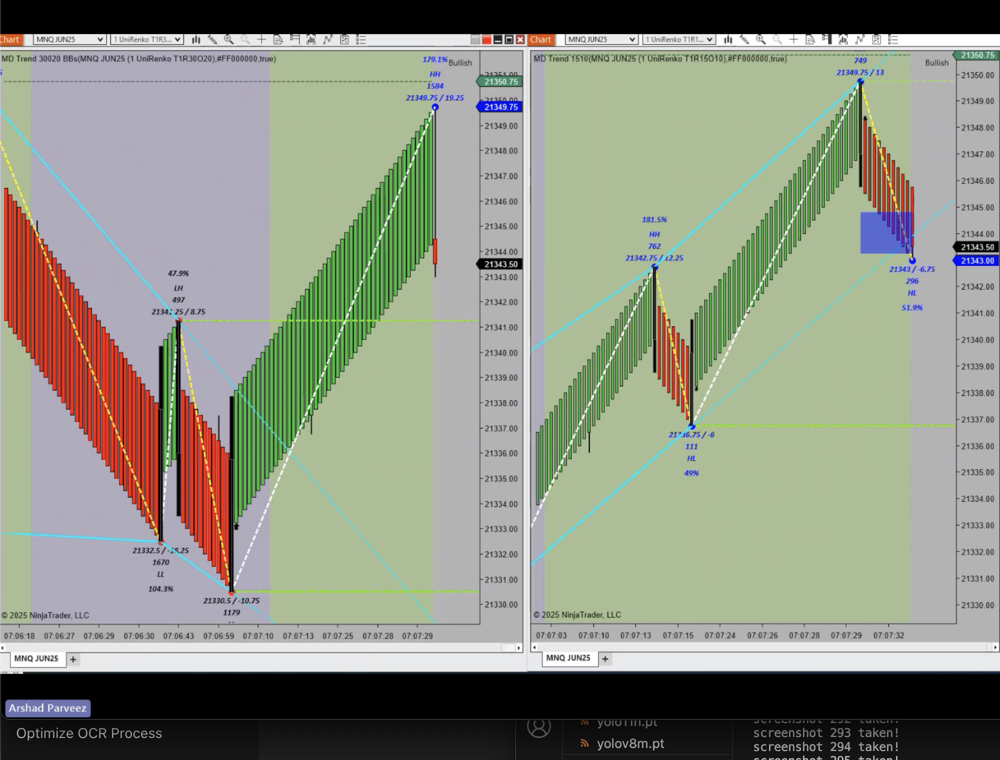 Chart
MNQ JUN25
1 UniRenko T1R3...
MD Trend 30020 BBs(MNQ JUN25 (1 UniRenko T1R30O20),#FF000000,true)
179.1%
Bullish
HH
1584
21349.75 / 19.25
47.9%
LH
497
21332.5 /
1670
LL
104.3%
21330.5 / -10.75
1179
21350.75
21349.75
21349.00
21348.00
21347.00
21346.00
21345.00
21344.00
21343.50
21342.00
21341.00
21340.00
21339.00
21338.00
21337.00
21336.00
21335.00
21334.00
21333.00
21332.00
21331.00
21330.00
© 2025 NinjaTrader, LLC
07:06:18
07:06:27
07:06:29
07:06:30
07:06:43
07:06:59
07:07:10
07:07:13
07:07:25
07:07:28
07:07:29
MNQ JUN25
+
Chart
MNQ JUN25
1 UniRenko T1R1...
MD Trend 1510(MNQ JUN25 (1 UniRenko T1R15O10),#FF000000,true)
749
Bullish
21349.75 / 13
181.5%
HH
762
21342.75 / 12.25
21336.75 / -6
111
HL
49%
21343 / -6.75
296
HL
51.9%
21350.75
21350.00
21349.00
21348.00
21347.00
21346.00
21345.00
21344.00
21343.50
21343.00
21342.00
21341.00
21340.00
21339.00
21338.00
21337.00
21336.00
21335.00
21334.00
21333.00
21332.00
21331.00
21330.00
© 2025 NinjaTrader, LLC
07:07:03
07:07:10
07:07:13
07:07:15
07:07:24
07:07:26
07:07:28
07:07:29
07:07:32
MNQ JUN25
+
Arshad Parveez
Optimize OCR Process
yolo11n.pt
yolov8m.pt
screenshot 292 taken!
screenshot 293 taken!
screenshot 294 taken!
screenshot 295 taken!